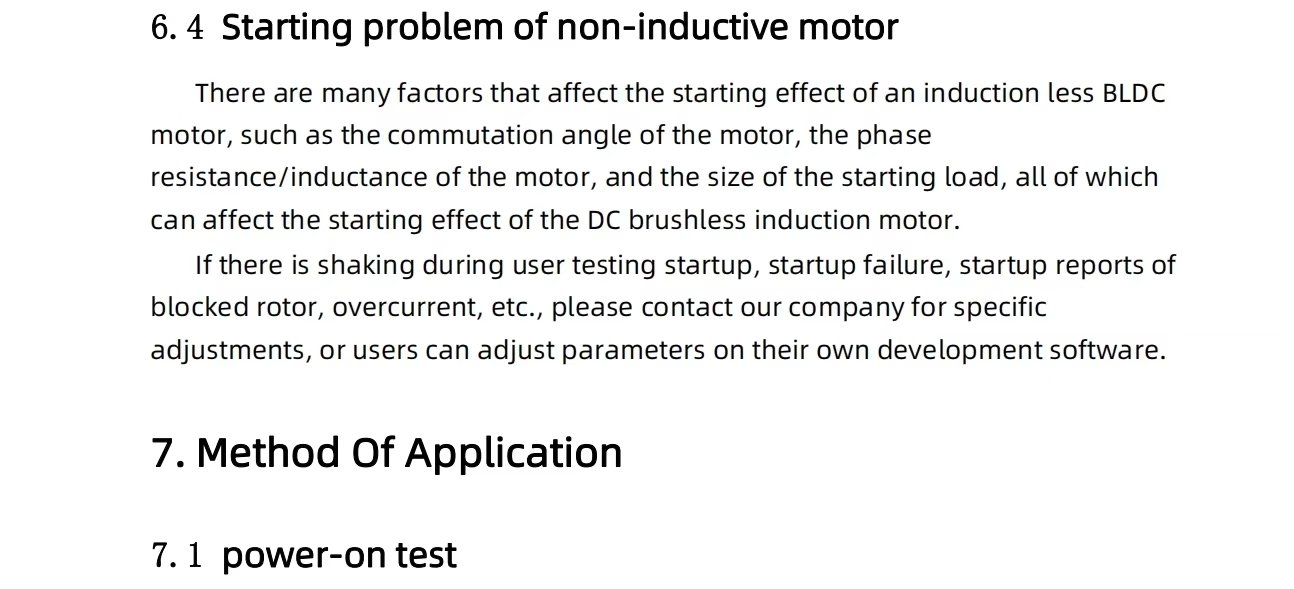 6.4 Starting problem of non-inductive motor
There are many factors that affect the starting effect of an induction less BLDC
motor, such as the commutation angle of the motor, the phase
resistance/inductance of the motor, and the size of the starting load, all of which
can affect the starting effect of the DC brushless induction motor.
If there is shaking during user testing startup, startup failure, startup reports of
blocked rotor, overcurrent, etc., please contact our company for specific
adjustments, or users can adjust parameters on their own development software.
7. Method Of Application
7.1 power-on test